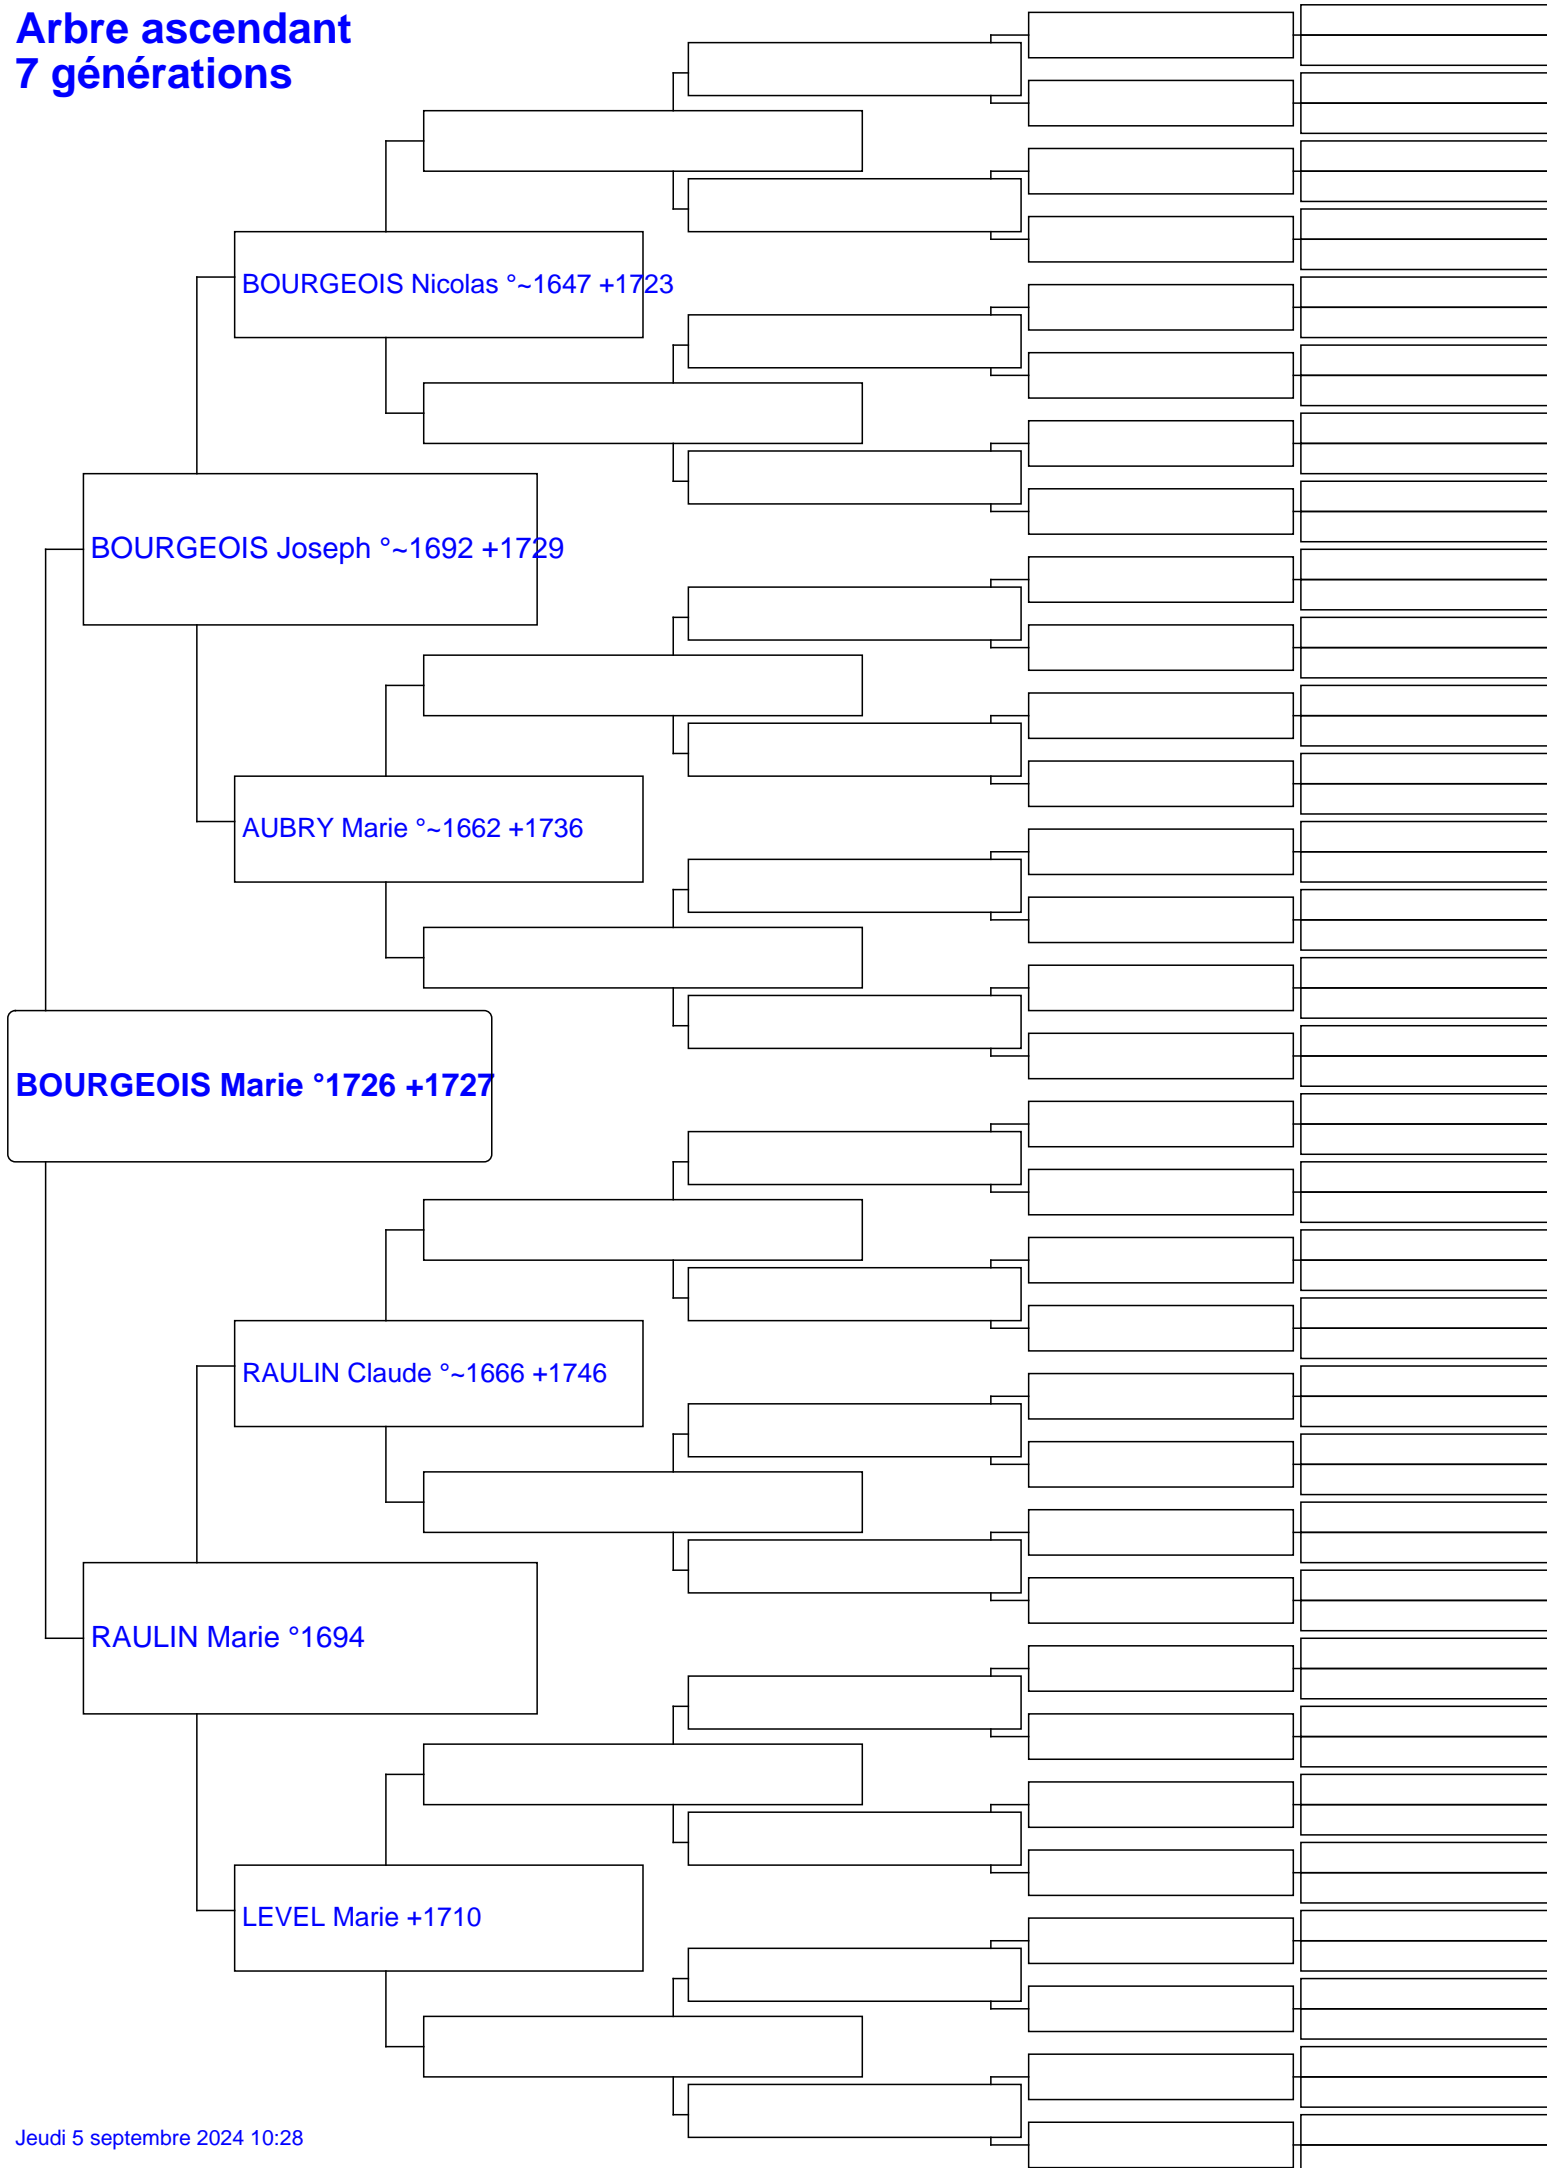 Arbre ascendant
7 générations
BOURGEOIS Nicolas °~1647 +1723
BOURGEOIS Joseph °~1692 +1729
AUBRY Marie °~1662 +1736
BOURGEOIS Marie °1726 +1727
RAULIN Claude °~1666 +1746
RAULIN Marie °1694
LEVEL Marie +1710
Jeudi 5 septembre 2024 10:28